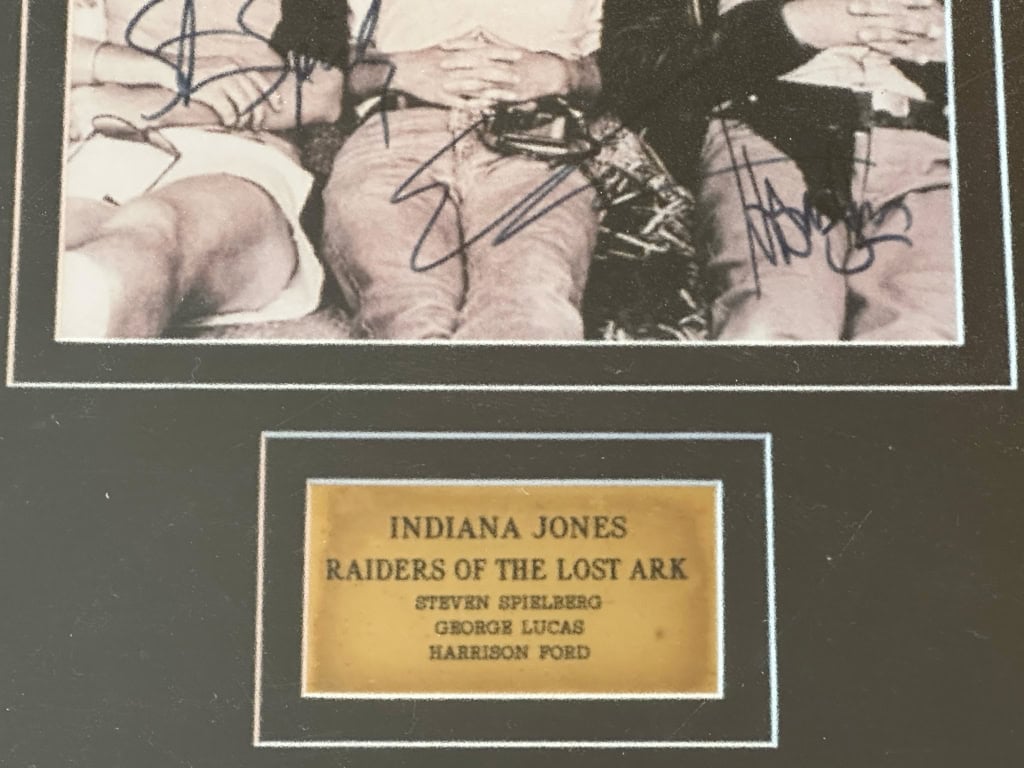 INDIANA JONES
RAIDERS OF THE LOST ARK
STEVEN SPIELBERG
GEORGE LUCAS
HARRISON FORD